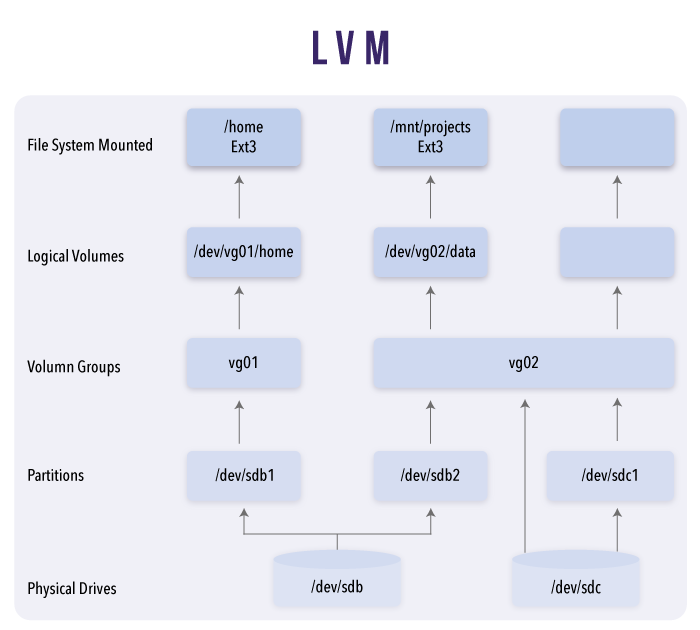 LVM
File System Mounted
/home
Ext3
/mnt/projects
Ext3
Logical Volumes
/dev/vg01/home
/dev/vg02/data
Volumn Groups
vg01
vg02
Partitions
/dev/sdb1
/dev/sdb2
/dev/sdc1
Physical Drives
/dev/sdb
/dev/sdc